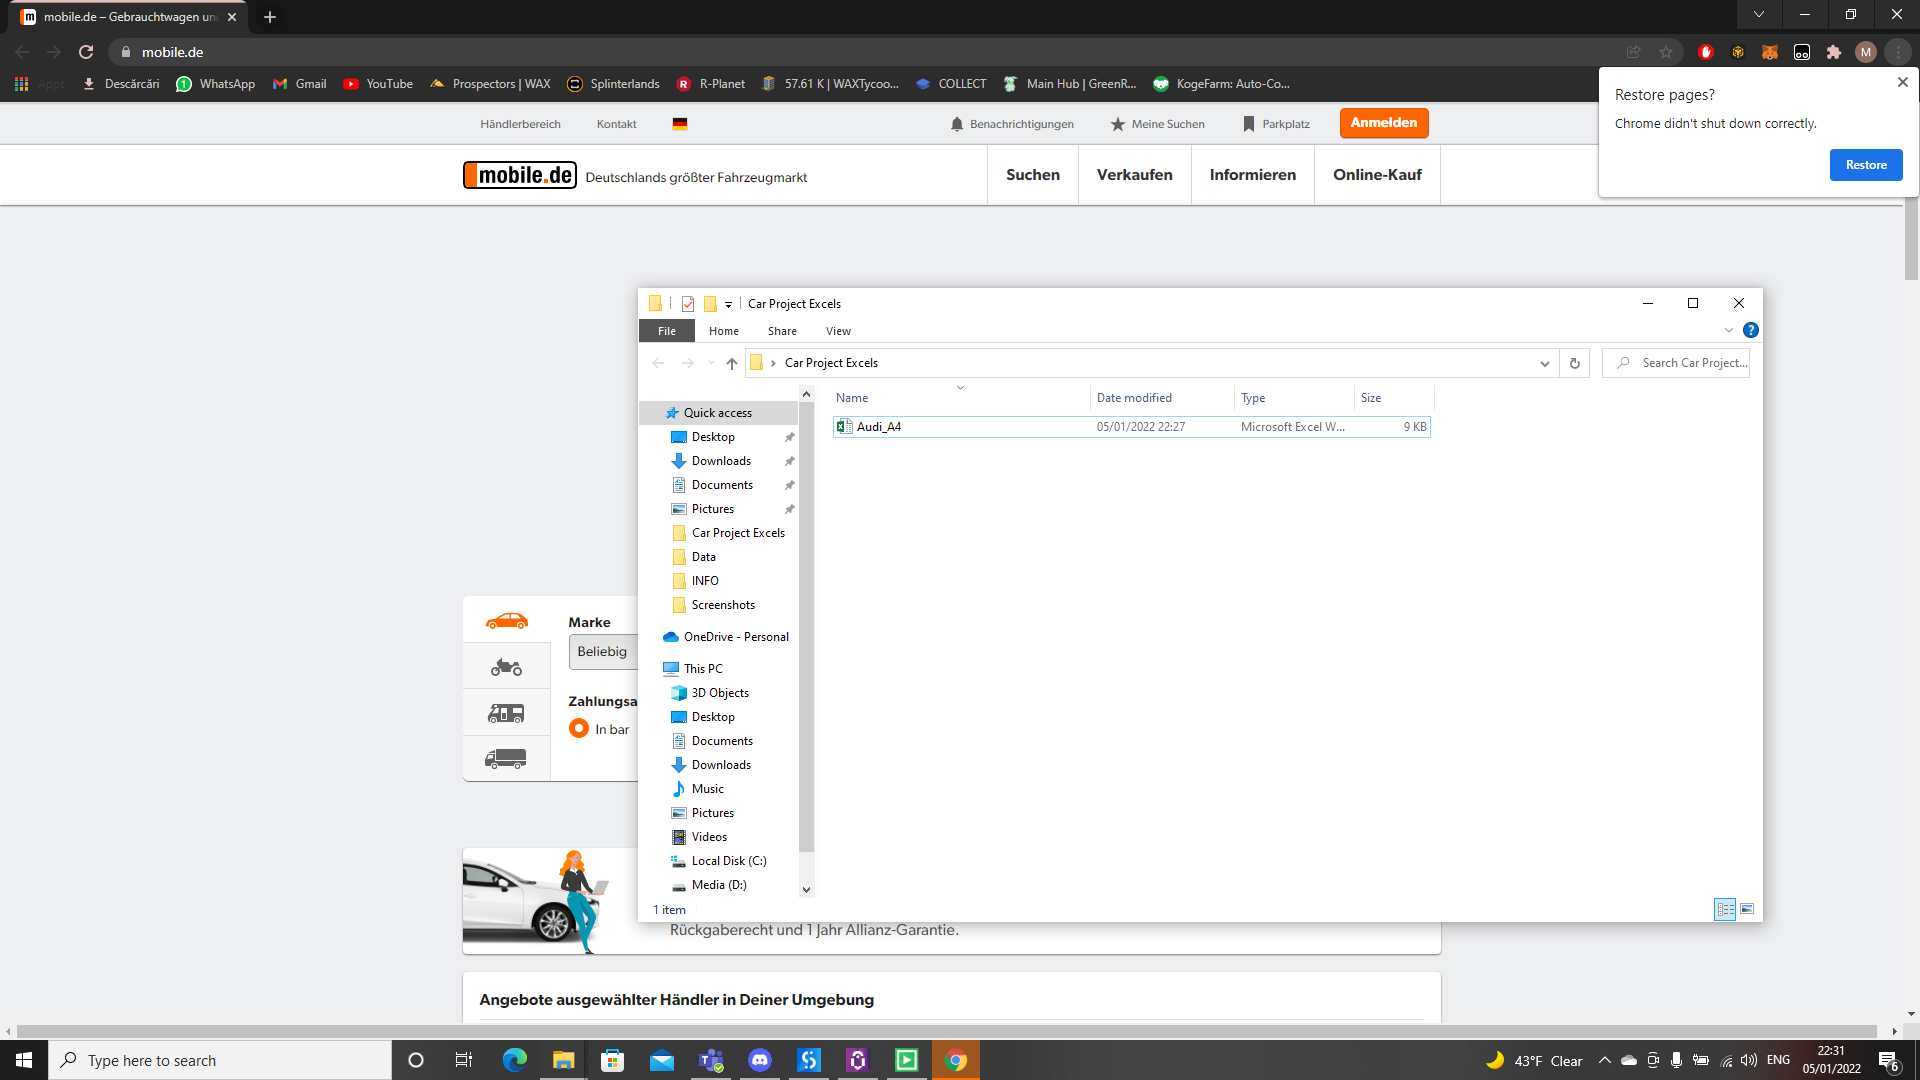 mobile.de – Gebrauchtwagen un
mobile.de
Apps
Descărcări
WhatsApp
Gmail
YouTube
Prospectors | WAX
Splinterlands
R-Planet
57.61 K | WAXTycoo...
COLLECT
Main Hub | GreenR...
KogeFarm: Auto-Co...
M
Restore pages?
Chrome didn't shut down correctly.
Restore
Händlerbereich
Kontakt
Benachrichtigungen
Meine Suchen
Parkplatz
Anmelden
mobile.de
Deutschlands größter Fahrzeugmarkt
Suchen
Verkaufen
Informieren
Online-Kauf
Car Project Excels
File
Home
Share
View
Car Project Excels
Search Car Project...
Name
Date modified
Type
Size
Audi_A4
05/01/2022 22:27
Microsoft Excel W...
9 KB
Quick access
Desktop
Downloads
Documents
Pictures
Car Project Excels
Data
INFO
Screenshots
OneDrive - Personal
This PC
3D Objects
Desktop
Documents
Downloads
Music
Pictures
Videos
Local Disk (C:)
Media (D:)
1 item
Marke
Beliebig
Zahlungsa
In bar
Rückgaberecht und 1 Jahr Allianz-Garantie.
Angebote ausgewählter Händler in Deiner Umgebung
Type here to search
43°F Clear
ENG
22:31
05/01/2022
6